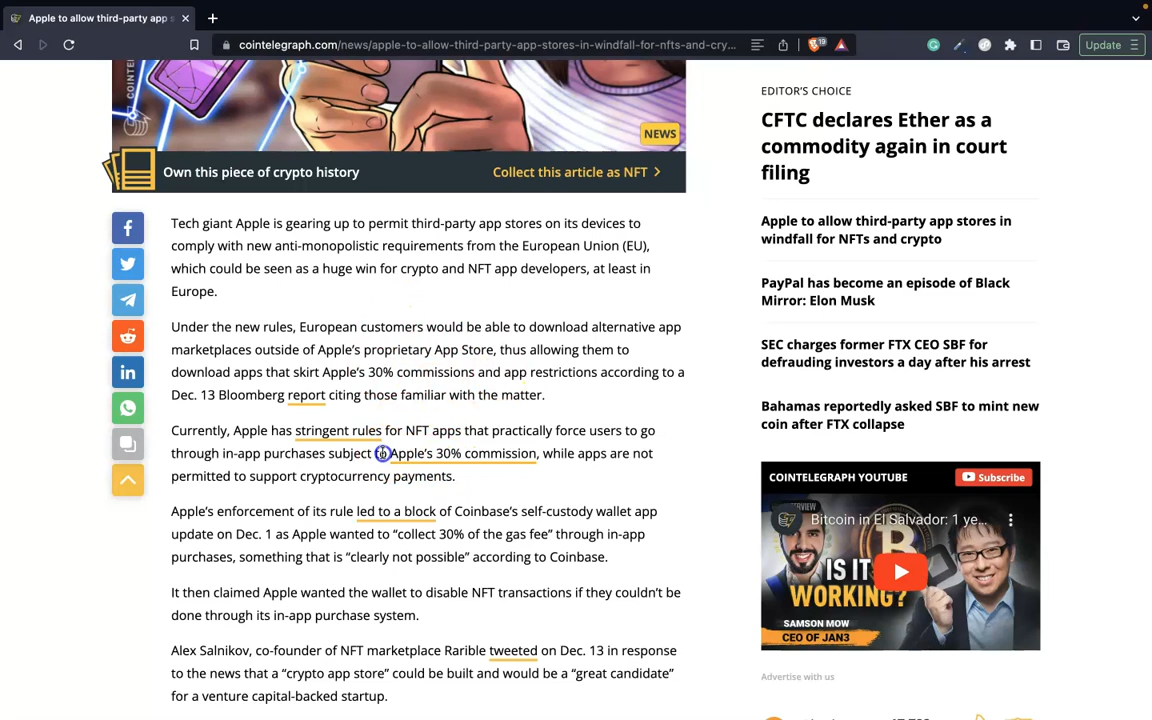 Apple to allow third-party app s
cointelegraph.com/news/apple-to-allow-third-party-app-stores-in-windfall-for-nfts-and-cry...
19
Update
COINTELEGRAPH
NEWS
Own this piece of crypto history
Collect this article as NFT
Tech giant Apple is gearing up to permit third-party app stores on its devices to
comply with new anti-monopolistic requirements from the European Union (EU),
which could be seen as a huge win for crypto and NFT app developers, at least in
Europe.
Under the new rules, European customers would be able to download alternative app
marketplaces outside of Apple's proprietary App Store, thus allowing them to
download apps that skirt Apple's 30% commissions and app restrictions according to a
Dec. 13 Bloomberg report citing those familiar with the matter.
Currently, Apple has stringent rules for NFT apps that practically force users to go
through in-app purchases subject to Apple's 30% commission, while apps are not
permitted to support cryptocurrency payments.
Apple's enforcement of its rule led to a block of Coinbase's self-custody wallet app
update on Dec. 1 as Apple wanted to "collect 30% of the gas fee" through in-app
purchases, something that is "clearly not possible" according to Coinbase.
It then claimed Apple wanted the wallet to disable NFT transactions if they couldn't be
done through its in-app purchase system.
Alex Salnikov, co-founder of NFT marketplace Rarible tweeted on Dec. 13 in response
to the news that a "crypto app store" could be built and would be a "great candidate"
for a venture capital-backed startup.
EDITOR'S CHOICE
CFTC declares Ether as a
commodity again in court
filing
Apple to allow third-party app stores in
windfall for NFTs and crypto
PayPal has become an episode of Black
Mirror: Elon Musk
SEC charges former FTX CEO SBF for
defrauding investors a day after his arrest
Bahamas reportedly asked SBF to mint new
coin after FTX collapse
COINTELEGRAPH YOUTUBE
Subscribe
Bitcoin in El Salvador: 1 ye...
IS IT
WORKING?
SAMSON MOW
CEO OF JAN3
Advertise with us